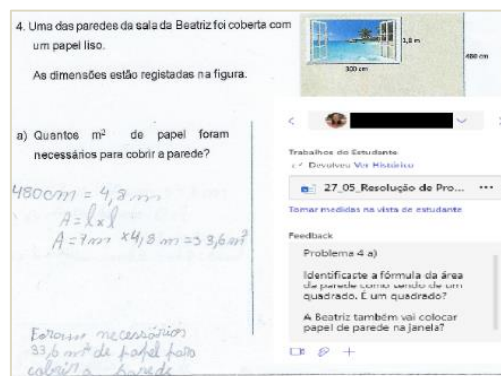 4. Uma das paredes da sala da Beatriz foi coberta com
um papel liso.
As dimensões estão registadas na figura.
1,8 m
300 cm
480 cm
a) Quantos m² de papel foram
necessários para cobrir a parede?
480cm = 4,8 m
A = l x l
A = 7m x 4,8 m = 33,6 m²
Foram necessários
33,6 m² de papel para
cobrir a parede
Trabalhos do Estudante
Devolveu Ver Histórico
27_05_Resolução de Pro... ...
Tomar medidas na vista de estudante
Feedback
Problema 4 a)
Identificaste a fórmula da área
da parede como sendo de um
quadrado. É um quadrado?
A Beatriz também vai colocar
papel de parede na janela?